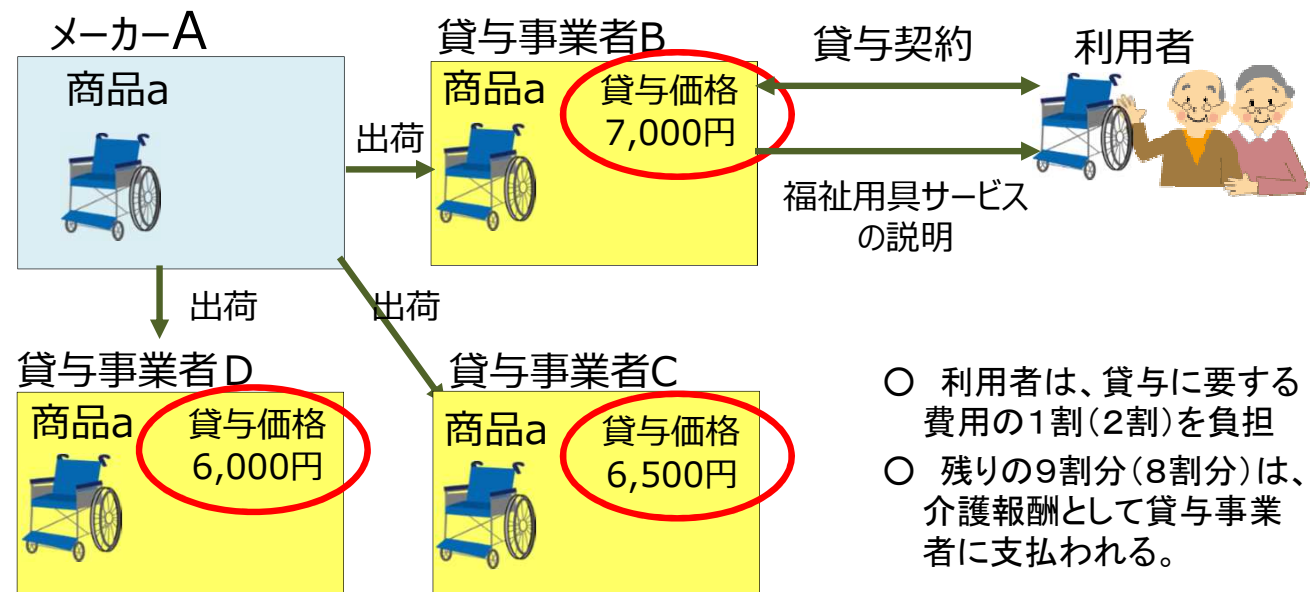 メーカーA
商品a
出荷
貸与事業者B
商品a
貸与価格
7,000円
貸与契約
利用者
福祉用具サービス
の説明
出荷
出荷
貸与事業者D
商品a
貸与価格
6,000円
貸与事業者C
商品a
貸与価格
6,500円
○ 利用者は、貸与に要する
費用の1割(2割)を負担
○ 残りの9割分(8割分)は、
介護報酬として貸与事業
者に支払われる。